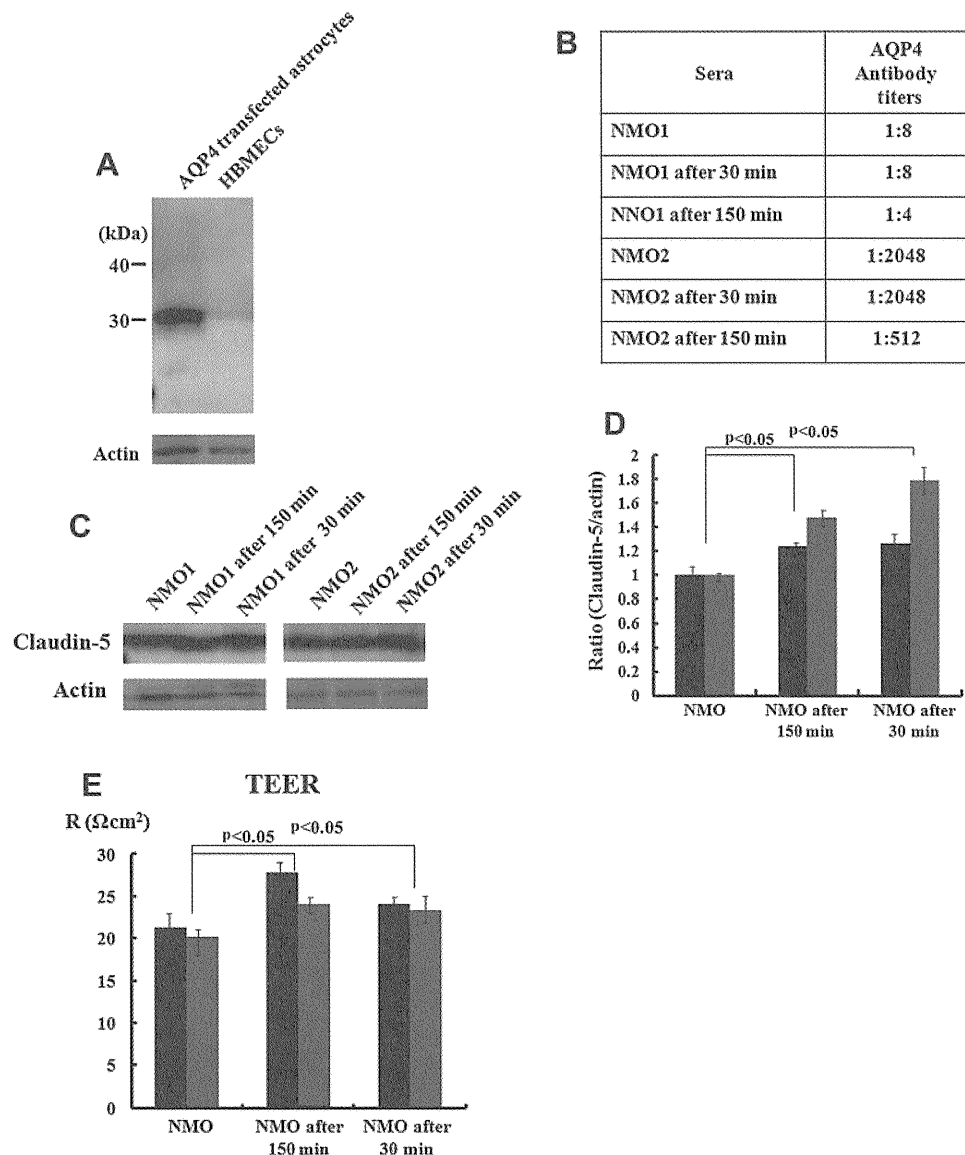 A
AQP4 transfected astrocytes
HBMECs
(kDa)
40
30
Actin
B
Sera
AQP4
Antibody
titers
NMO1
1:8
NMO1 after 30 min
1:8
NNO1 after 150 min
1:4
NMO2
1:2048
NMO2 after 30 min
1:2048
NMO2 after 150 min
1:512
C
NMO1
NMO1 after 150 min
NMO1 after 30 min
NMO2
NMO2 after 150 min
NMO2 after 30 min
Claudin-5
Actin
D
p<0.05
p<0.05
Ratio (Claudin-5/actin)
2
1.8
1.6
1.4
1.2
1
0.8
0.6
0.4
0.2
0
NMO
NMO after
150 min
NMO after
30 min
E
TEER
R (Ωcm²)
p<0.05
p<0.05
30
25
20
15
10
5
0
NMO
NMO after
150 min
NMO after
30 min